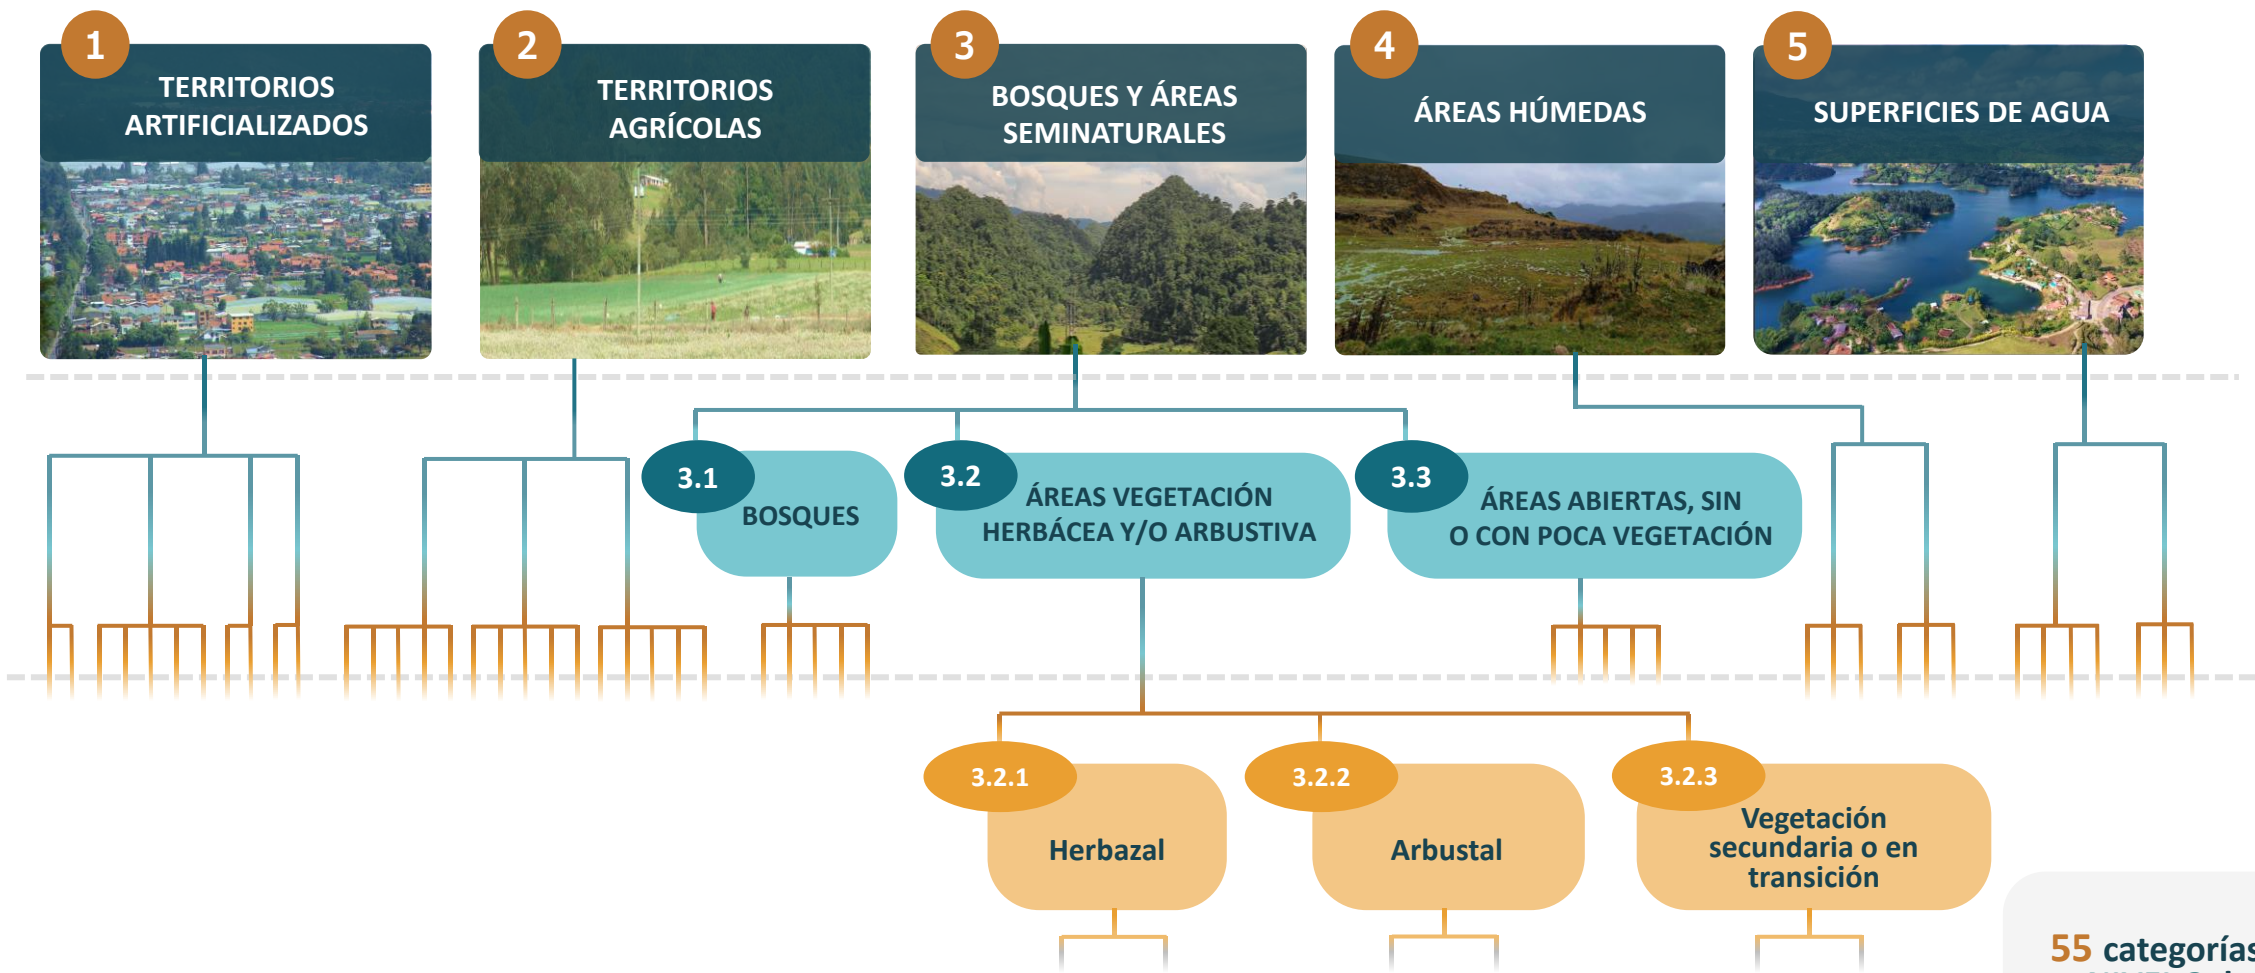 1
TERRITORIOS
ARTIFICIALIZADOS
2
TERRITORIOS
AGRÍCOLAS
3
BOSQUES Y ÁREAS
SEMINATURALES
4
ÁREAS HÚMEDAS
5
SUPERFICIES DE AGUA
3.1
BOSQUES
3.2
ÁREAS VEGETACIÓN
HERBÁCEA Y/O ARBUSTIVA
3.3
ÁREAS ABIERTAS, SIN
O CON POCA VEGETACIÓN
3.2.1
Herbazal
3.2.2
Arbustal
3.2.3
Vegetación
secundaria o en
transición
55 categorías